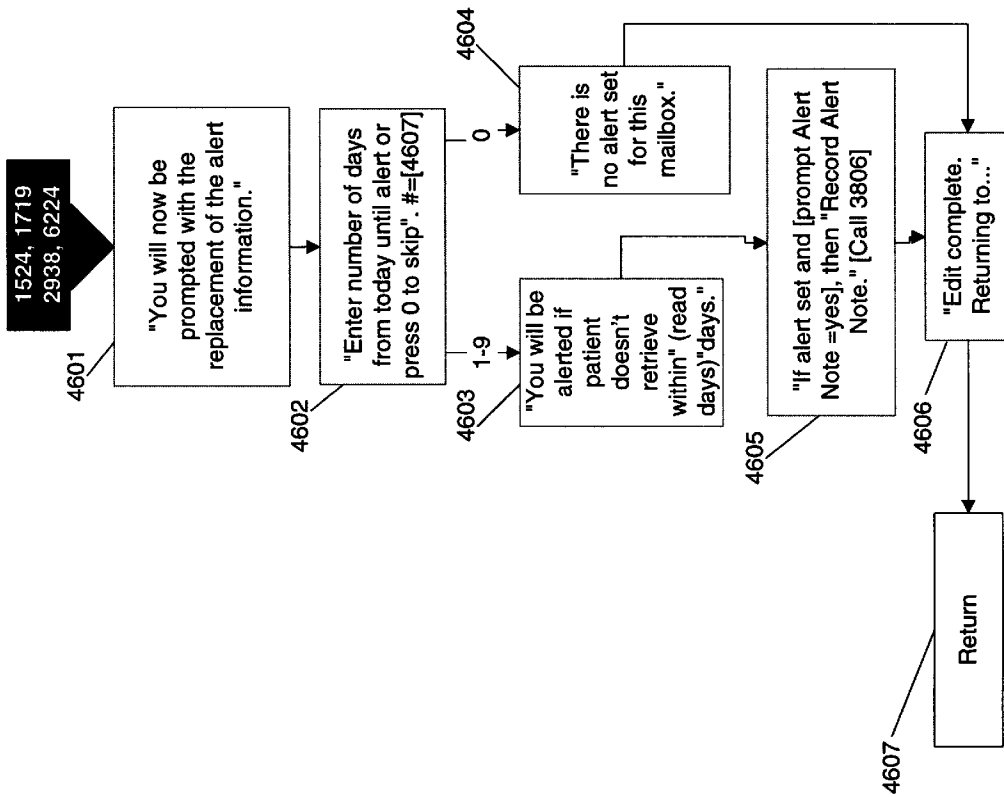 1524, 1719
2938, 6224
4601
"You will now be
prompted with the
replacement of the alert
information."
4602
"Enter number of days
from today until alert or
press 0 to skip". #=[4607]
1-9
0
4603
"You will be
alerted if
patient
doesn't
retrieve
within" (read
days)"days."
4604
"There is
no alert set
for this
mailbox."
4605
"If alert set and [prompt Alert
Note =yes], then "Record Alert
Note." [Call 3806]
4606
"Edit complete.
Returning to..."
4607
Return